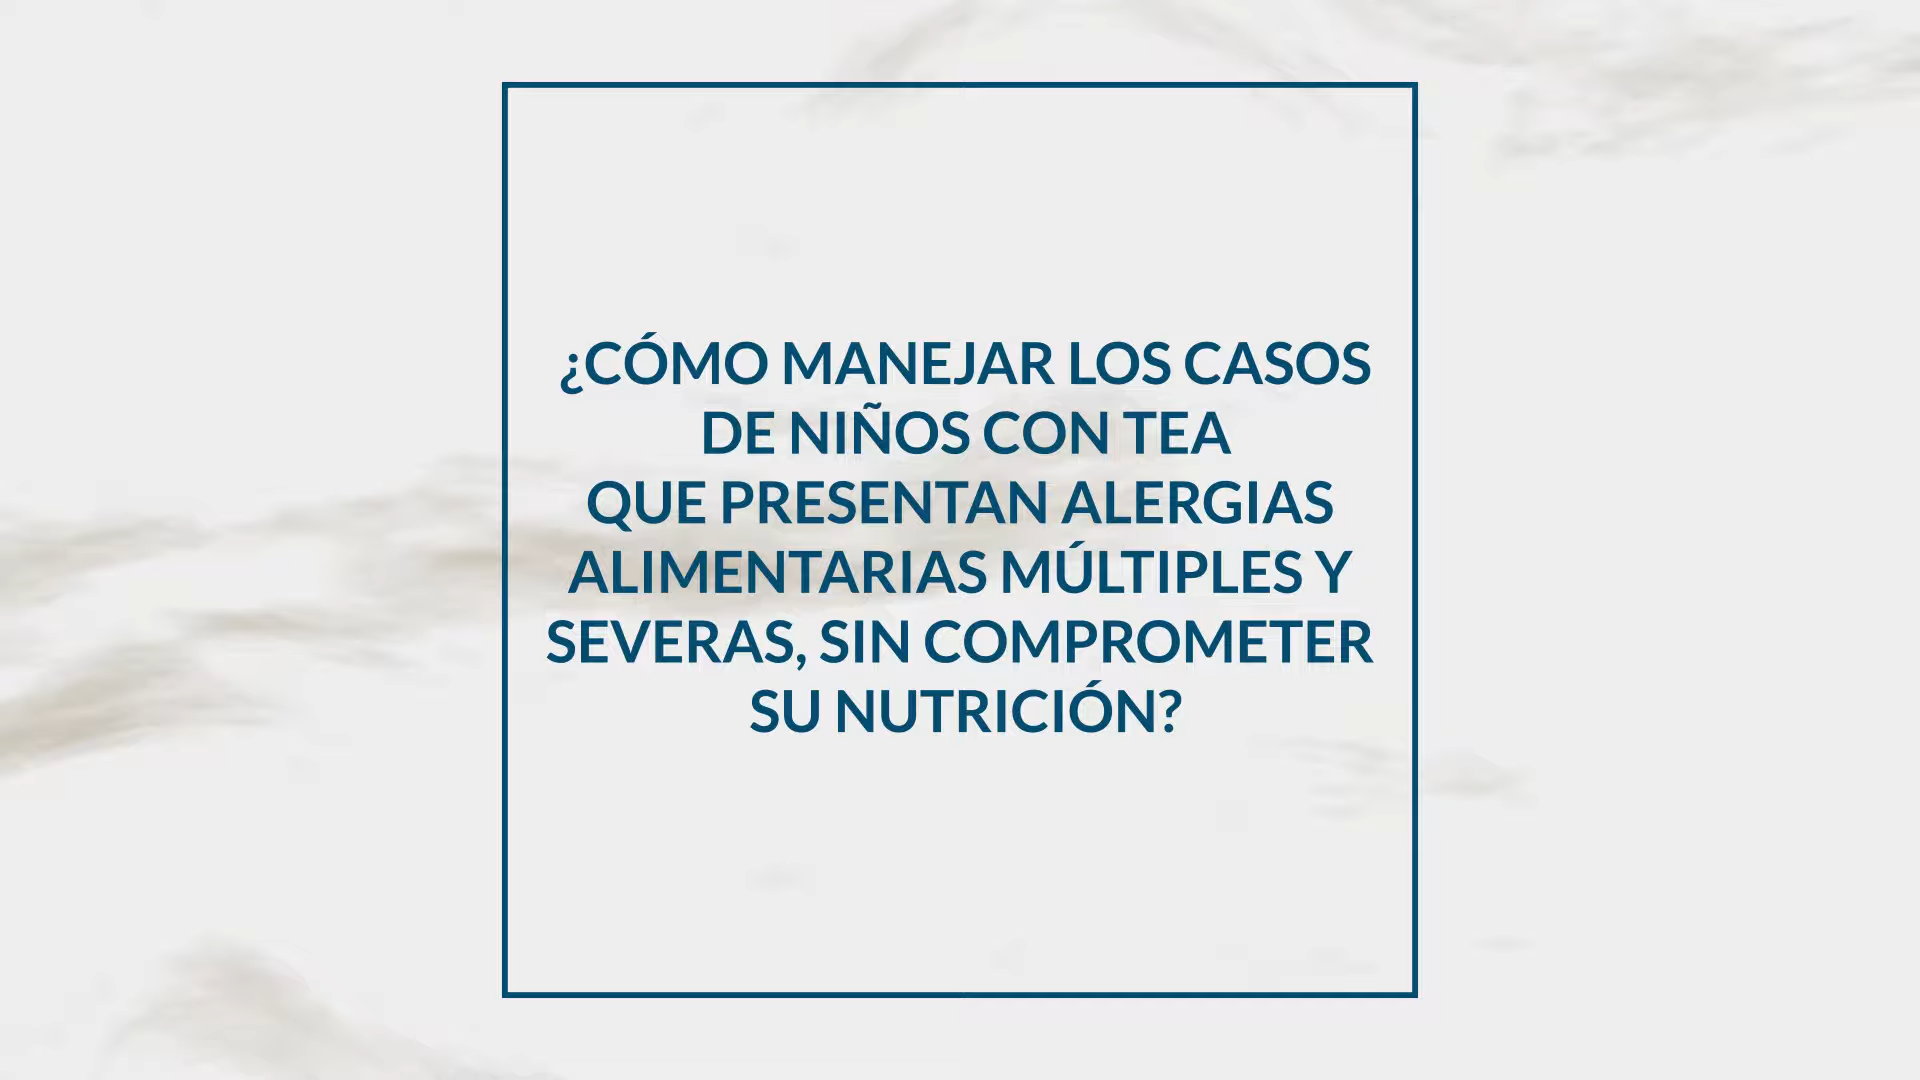 ¿CÓMO MANEJAR LOS CASOS
DE NIÑOS CON TEA
QUE PRESENTAN ALERGIAS
ALIMENTARIAS MÚLTIPLES Y
SEVERAS, SIN COMPROMETER
SU NUTRICIÓN?